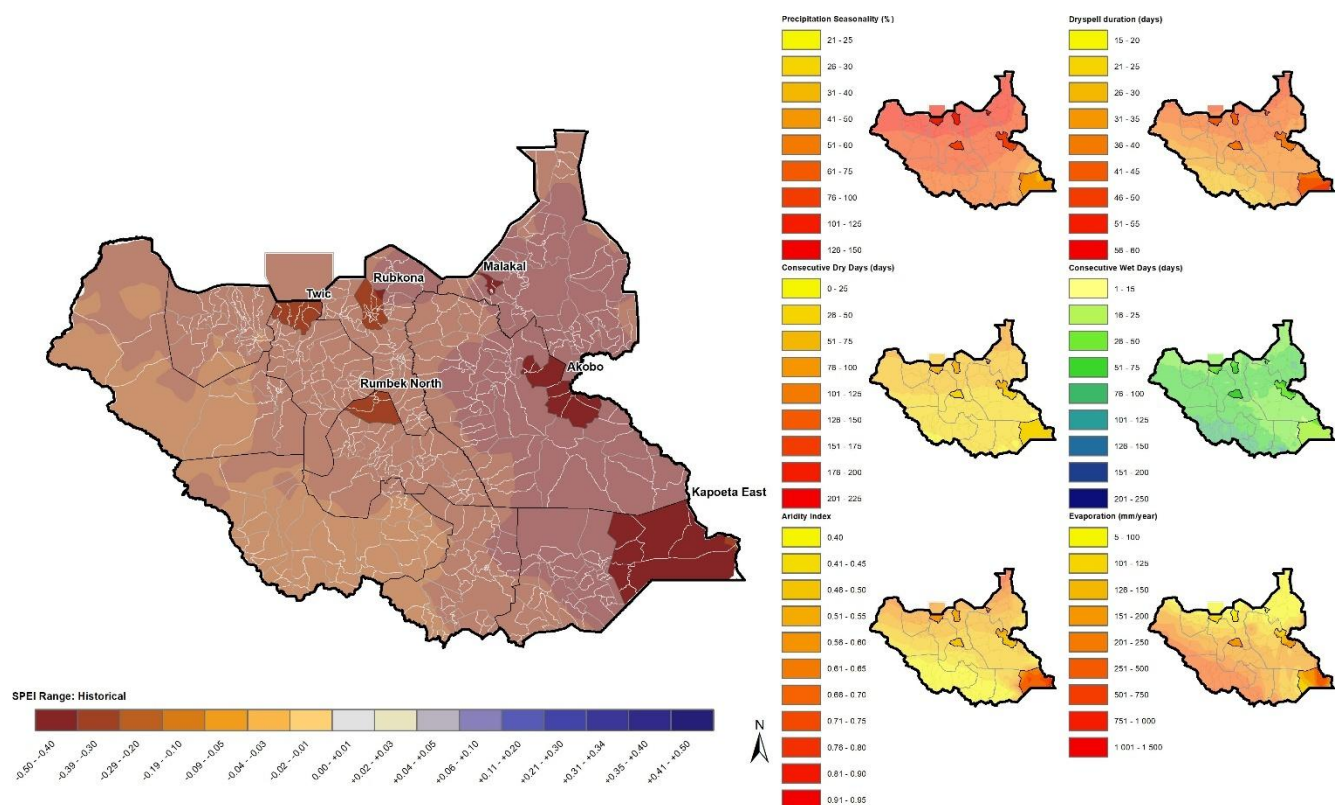 Twic
Rubkona
Malakal
Rumbek North
Akobo
Kapoeta East
SPEI Range: Historical
-0.50 - -0.40
-0.39 - -0.30
-0.29 - -0.20
-0.19 - -0.10
-0.09 - -0.05
-0.04 - -0.03
-0.02 - -0.01
0.00 - +0.01
+0.02 - +0.03
+0.04 - +0.05
+0.06 - +0.10
+0.11 - +0.20
+0.21 - +0.30
+0.31 - +0.34
+0.35 - +0.40
+0.41 - +0.50
N
Precipitation Seasonality (%)
21 - 25
26 - 30
31 - 40
41 - 50
51 - 60
61 - 75
76 - 100
101 - 125
126 - 150
Dryspell duration (days)
15 - 20
21 - 25
26 - 30
31 - 35
36 - 40
41 - 45
46 - 50
51 - 55
56 - 60
Consecutive Dry Days (days)
0 - 25
26 - 50
51 - 75
76 - 100
101 - 125
126 - 150
151 - 175
176 - 200
201 - 225
Consecutive Wet Days (days)
1 - 15
16 - 25
26 - 50
51 - 75
76 - 100
101 - 125
126 - 150
151 - 200
201 - 250
Aridity Index
0.40
0.41 - 0.45
0.46 - 0.50
0.51 - 0.55
0.56 - 0.60
0.61 - 0.65
0.66 - 0.70
0.71 - 0.75
0.76 - 0.80
0.81 - 0.90
0.91 - 0.95
Evaporation (mm/year)
5 - 100
101 - 125
126 - 150
151 - 200
201 - 250
251 - 500
501 - 750
751 - 1 000
1 001 - 1 500